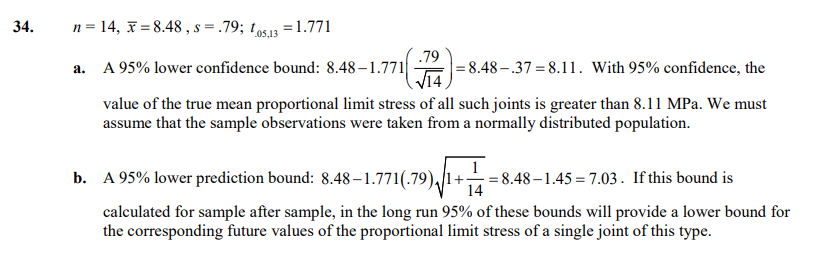 34. n = 14, x̄ = 8.48 , s = .79; t.05,13 = 1.771
a. A 95% lower confidence bound: 8.48 – 1.771(.79/√14) = 8.48 – .37 = 8.11. With 95% confidence, the
value of the true mean proportional limit stress of all such joints is greater than 8.11 MPa. We must
assume that the sample observations were taken from a normally distributed population.
b. A 95% lower prediction bound: 8.48 – 1.771(.79)√(1 + 1/14) = 8.48 – 1.45 = 7.03. If this bound is
calculated for sample after sample, in the long run 95% of these bounds will provide a lower bound for
the corresponding future values of the proportional limit stress of a single joint of this type.